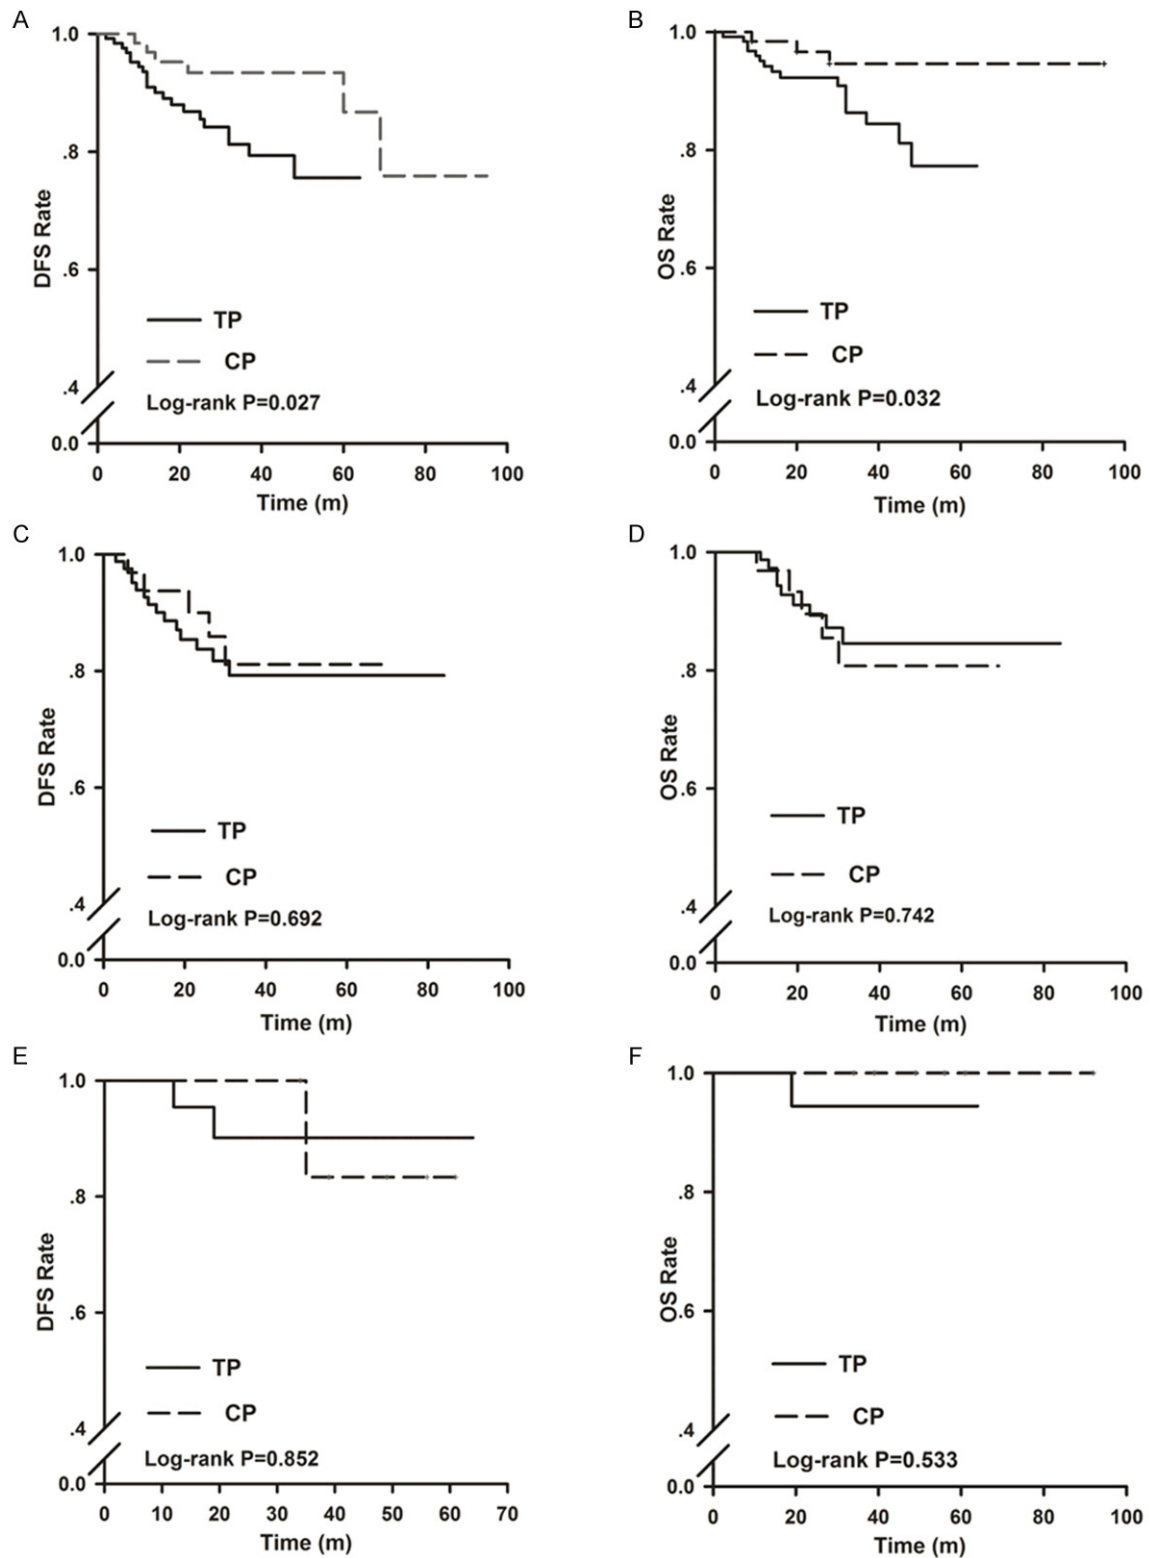 A
1.0
.8
.6
.4
0.0
DFS Rate
TP
CP
Log-rank P=0.027
0 20 40 60 80 100
Time (m)
B
1.0
.8
.6
.4
0.0
OS Rate
TP
CP
Log-rank P=0.032
0 20 40 60 80 100
Time (m)
C
1.0
.8
.6
.4
0.0
DFS Rate
TP
CP
Log-rank P=0.692
0 20 40 60 80 100
Time (m)
D
1.0
.8
.6
.4
0.0
OS Rate
TP
CP
Log-rank P=0.742
0 20 40 60 80 100
Time (m)
E
1.0
.8
.6
.4
0.0
DFS Rate
TP
CP
Log-rank P=0.852
0 10 20 30 40 50 60 70
Time (m)
F
1.0
.8
.6
.4
0.0
OS Rate
TP
CP
Log-rank P=0.533
0 20 40 60 80 100
Time (m)